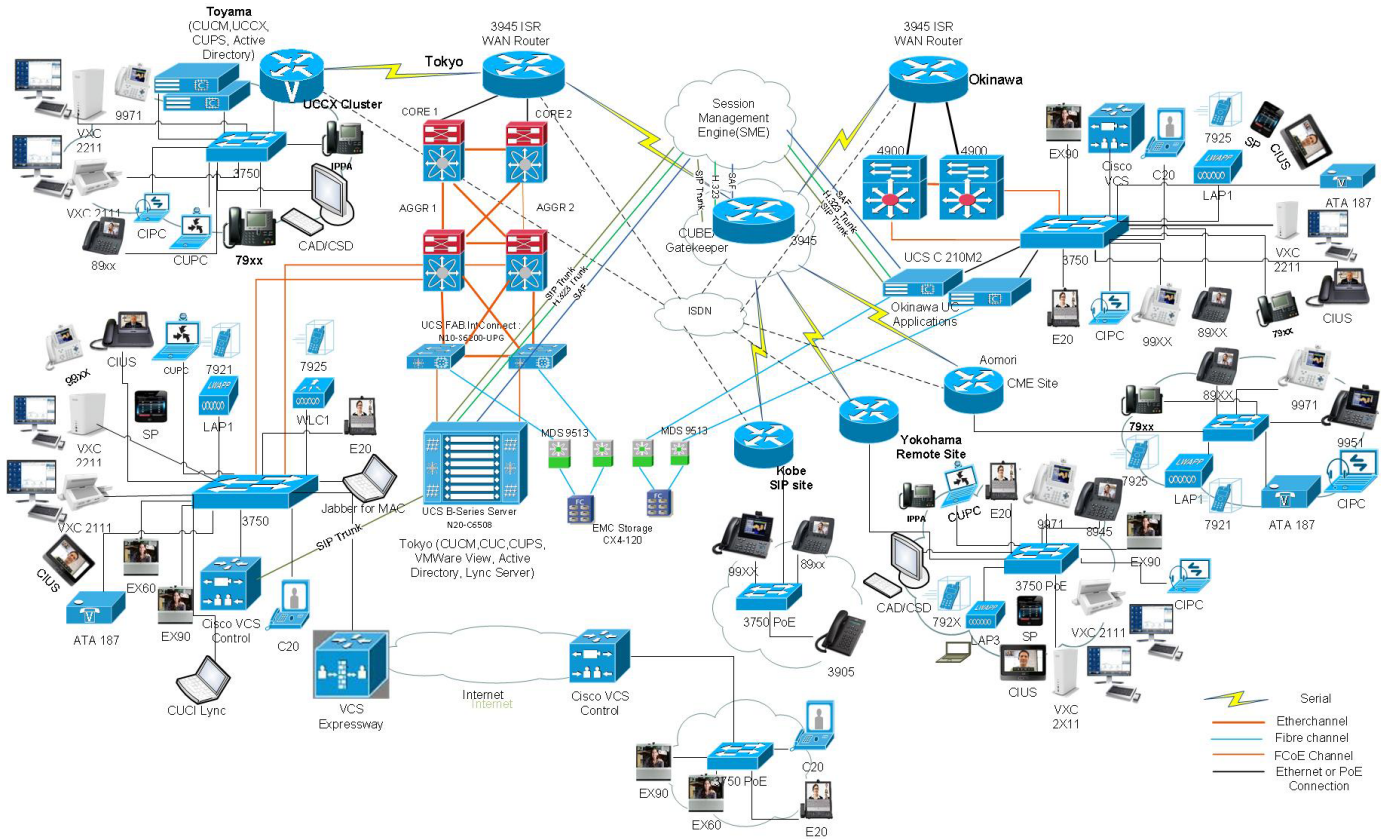 Toyama
(CUCM,UCCX,
CUPS, Active
Directory)
3945 ISR
WAN Router
3945 ISR
WAN Router
Tokyo
Okinawa
UCCX Cluster
9971
VXC
2211
IPPA
3750
VXC 2111
CIPC
CUPC
89xx
79xx
CAD/CSD
CORE 1
CORE 2
AGGR 1
AGGR 2
Session
Management
Engine(SME)
SIP Trunk
H.323
SAF
SAF
H.323 Trunk
SIP Trunk
CUBE/
Gatekeeper
3945
ISDN
4900
4900
UCS C 210M2
Okinawa UC
Applications
EX90
Cisco
VCS
C20
7925
SP
CIUS
LWAPP
LAP1
ATA 187
VXC
2211
3750
CIUS
E20
CIPC
99XX
89XX
79xx
SIP Trunk
H.323 Trunk
SAF
UCS FAB.IntConnect :
N10-S6200-UPG
99xx
CIUS
CUPC
7921
7925
LWAPP
LAP1
WLC1
SP
E20
VXC
2211
VXC 2111
3750
Jabber for MAC
CIUS
ATA 187
EX60
EX90
Cisco VCS
Control
C20
CUCI Lync
SIP Trunk
UCS B-Series Server
N20-C6508
Tokyo (CUCM,CUC,CUPS,
VMWare View, Active
Directory, Lync Server)
MDS 9513
MDS 9513
FC
FC
EMC Storage
CX4-120
Aomori
CME Site
89XX
9971
79xx
9951
7925
LWAPP
LAP1
7921
ATA 187
CIPC
Kobe
SIP site
99XX
89xx
3750 PoE
3905
Yokohama
Remote Site
IPPA
CUPC
E20
9971
8945
EX90
3750 PoE
CIPC
CAD/CSD
792X
LWAPP
LAP3
SP
CIUS
VXC 2111
VXC
2X11
VCS
Expressway
Internet
Internet
Cisco VCS
Control
EX90
EX60
3750 PoE
C20
E20
Serial
Etherchannel
Fibre channel
FCoE Channel
Ethernet or PoE
Connection